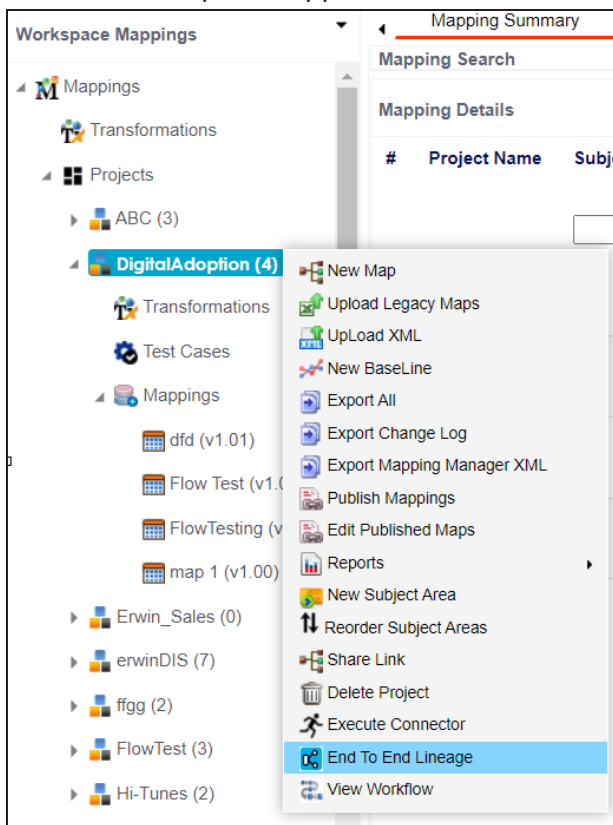 Workspace Mappings
Mappings
Transformations
Projects
ABC (3)
DigitalAdoption (4)
Transformations
Test Cases
Mappings
dfd (v1.01)
Flow Test (v1.0
FlowTesting (v
map 1 (v1.00)
Erwin_Sales (0)
erwinDIS (7)
ffgg (2)
FlowTest (3)
Hi-Tunes (2)
Mapping Summary
Mapping Search
Mapping Details
# Project Name Subj
New Map
Upload Legacy Maps
UpLoad XML
New BaseLine
Export All
Export Change Log
Export Mapping Manager XML
Publish Mappings
Edit Published Maps
Reports
New Subject Area
Reorder Subject Areas
Share Link
Delete Project
Execute Connector
End To End Lineage
View Workflow